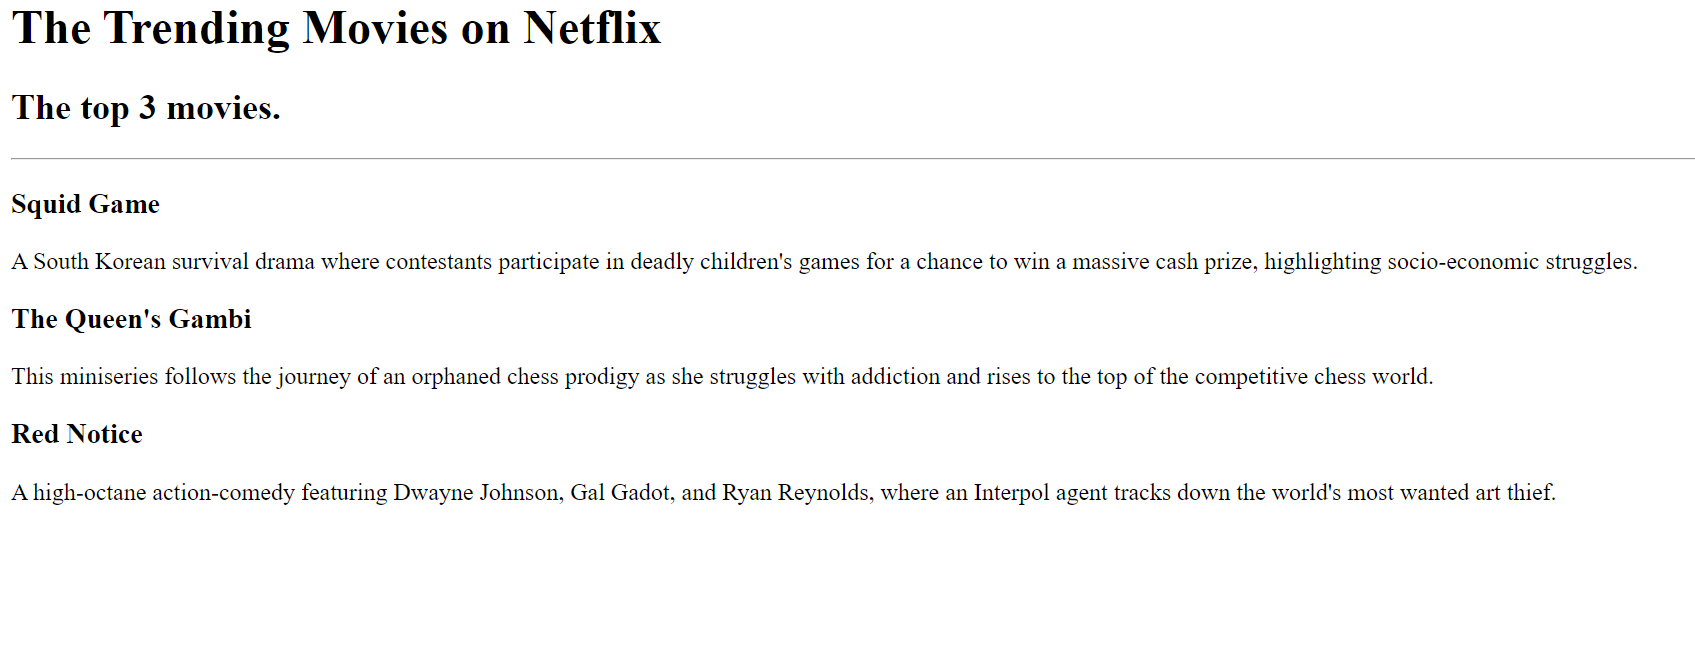 The Trending Movies on Netflix
The top 3 movies.
Squid Game
A South Korean survival drama where contestants participate in deadly children's games for a chance to win a massive cash prize, highlighting socio-economic struggles.
The Queen's Gambi
This miniseries follows the journey of an orphaned chess prodigy as she struggles with addiction and rises to the top of the competitive chess world.
Red Notice
A high-octane action-comedy featuring Dwayne Johnson, Gal Gadot, and Ryan Reynolds, where an Interpol agent tracks down the world's most wanted art thief.